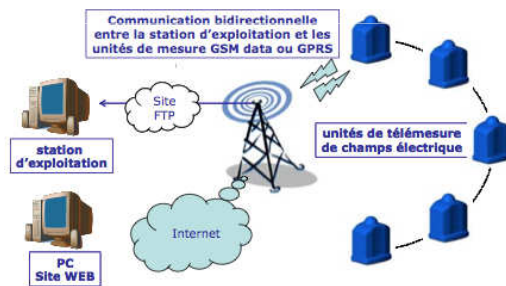 Communication bidirectionnelle
entre la station d'exploitation et les
unités de mesure GSM data ou GPRS
Site
FTP
station
d'exploitation
unités de télémesure
de champs électrique
Internet
PC
Site WEB